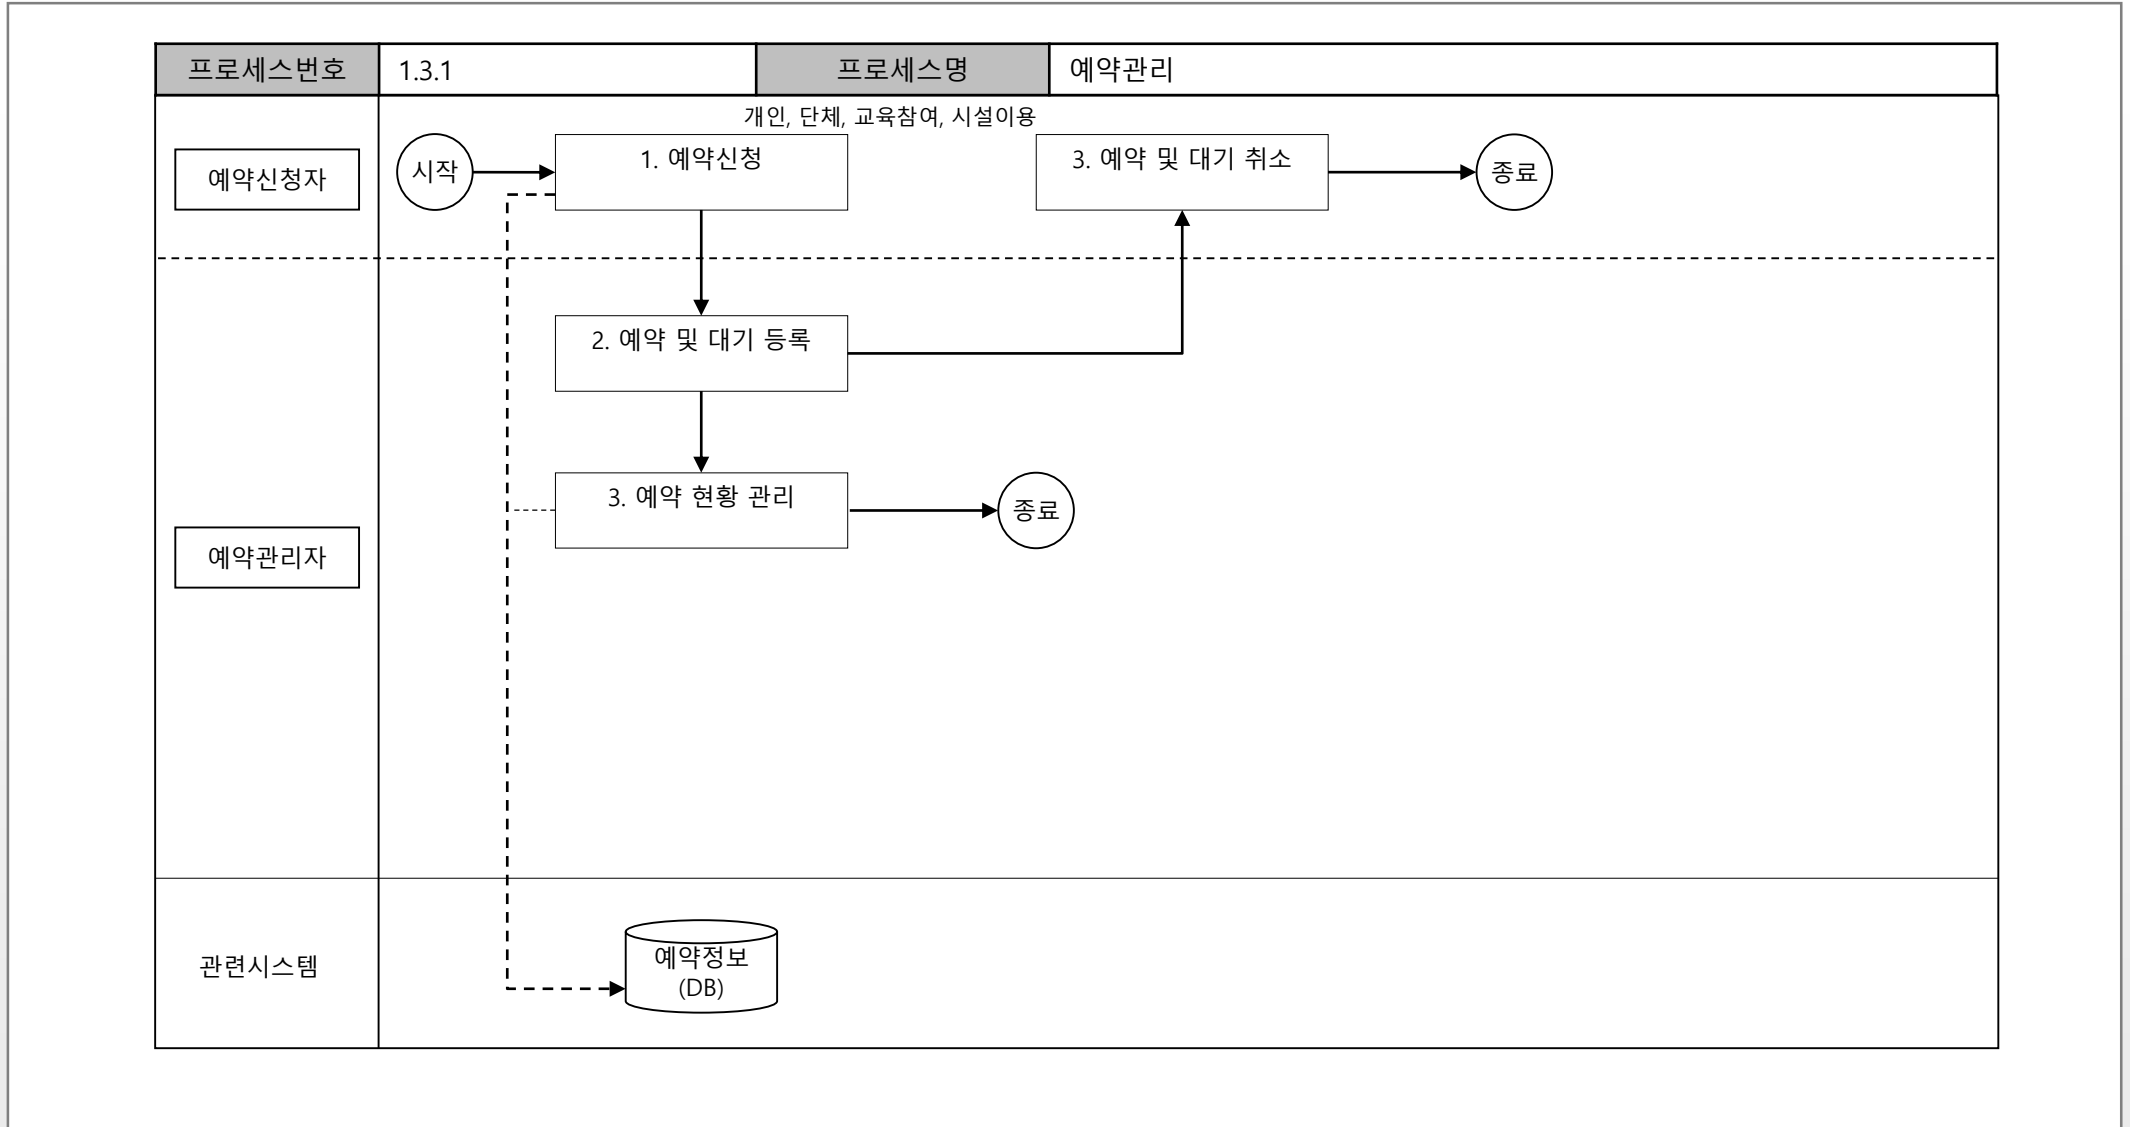 프로세스번호
1.3.1
프로세스명
예약관리
개인, 단체, 교육참여, 시설이용
예약신청자
시작
1. 예약신청
3. 예약 및 대기 취소
종료
2. 예약 및 대기 등록
예약관리자
3. 예약 현황 관리
종료
관련시스템
예약정보
(DB)